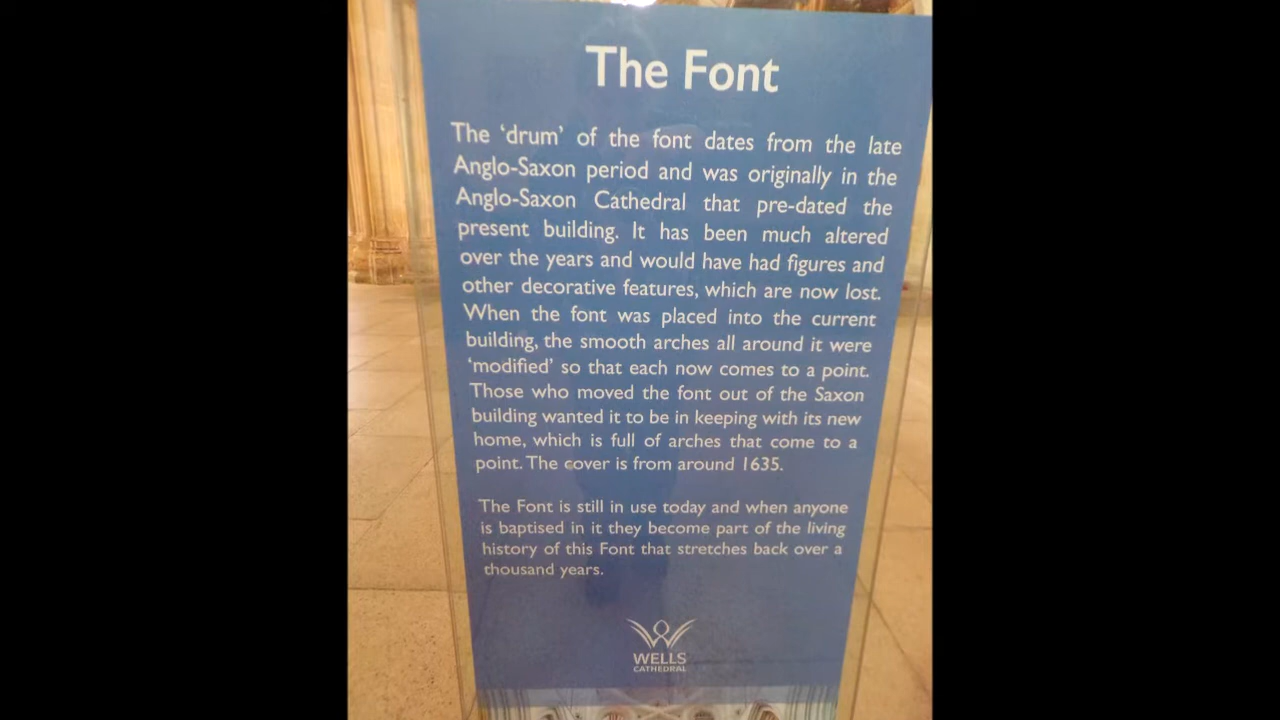 The Font
The ‘drum’ of the font dates from the late
Anglo-Saxon period and was originally in the
Anglo-Saxon Cathedral that pre-dated the
present building. It has been much altered
over the years and would have had figures and
other decorative features, which are now lost.
When the font was placed into the current
building, the smooth arches all around it were
‘modified’ so that each now comes to a point.
Those who moved the font out of the Saxon
building wanted it to be in keeping with its new
home, which is full of arches that come to a
point. The cover is from around 1635.
The Font is still in use today and when anyone
is baptised in it they become part of the living
history of this Font that stretches back over a
thousand years.
WELLS
CATHEDRAL